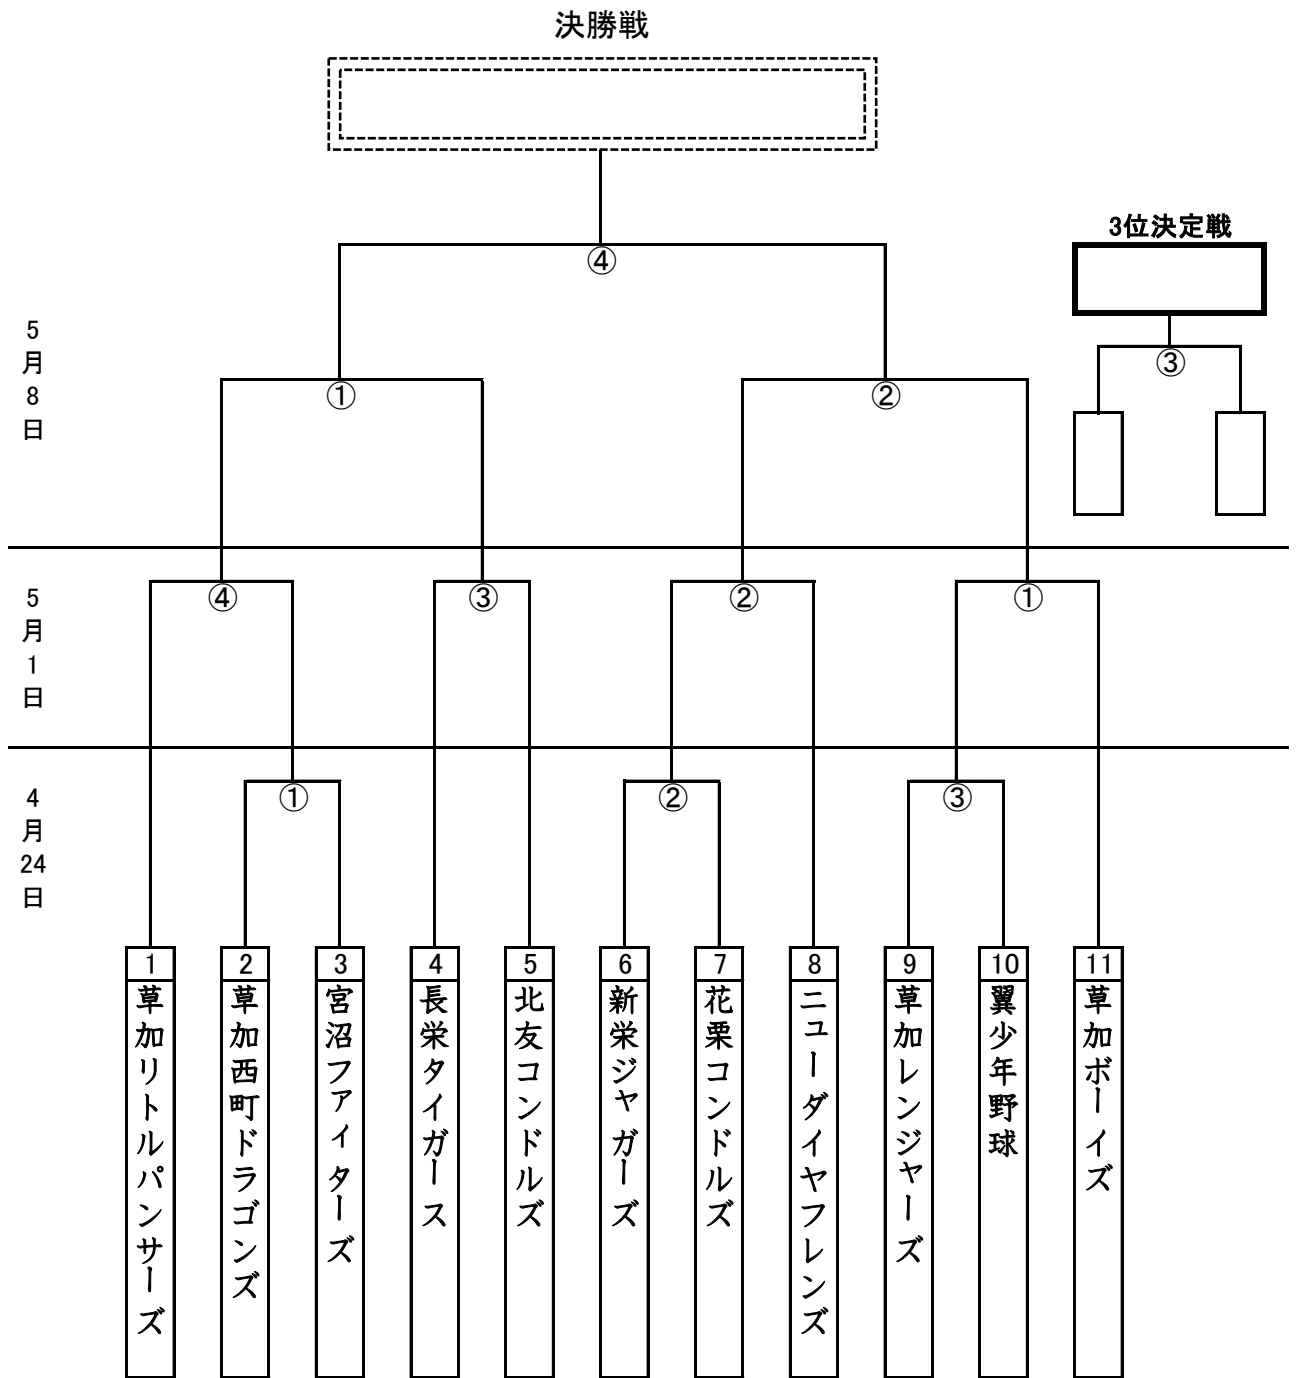 決勝戦
④
3位決定戦
③
5月8日
①
②
5月1日
④
③
②
①
4月24日
①
②
③
1
草加リトルパンサーズ
2
草加西町ドラゴンズ
3
宮沼ファイターズ
4
長栄タイガース
5
北友コンドルズ
6
新栄ジャガーズ
7
花栗コンドルズ
8
ニューダイヤフレンズ
9
草加レンジャーズ
10
翼少年野球
11
草加ボーイズ